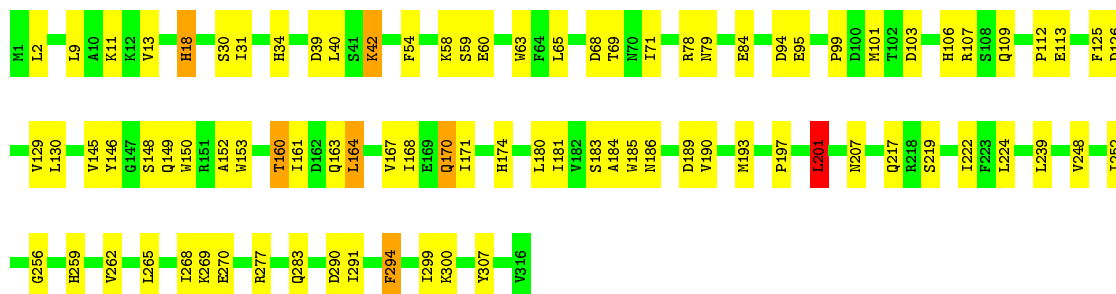 M1 L2 L9 A10 K11 K12 V13 H18 S30 I31 H34 D39 L40 S41 K42 F54 K58 S59 E60 W63 F64 L65 D68 T69 N70 I71 R78 N79 E84 D94 E95 P99 D100 M101 T102 D103 H106 R107 S108 Q109 P112 E113 F125 D126
V129 L130 V145 Y146 G147 S148 Q149 W150 R151 A152 W153 T160 I161 D162 Q163 L164 V167 I168 E169 Q170 I171 H174 L180 I181 V182 S183 A184 W185 N186 D189 V190 M193 P197 L201 N207 Q217 R218 S219 I222 F223 L224 L239 V248
G256 H259 V262 L265 I268 K269 E270 R277 Q283 D290 I291 F294 I299 K300 Y307 V316